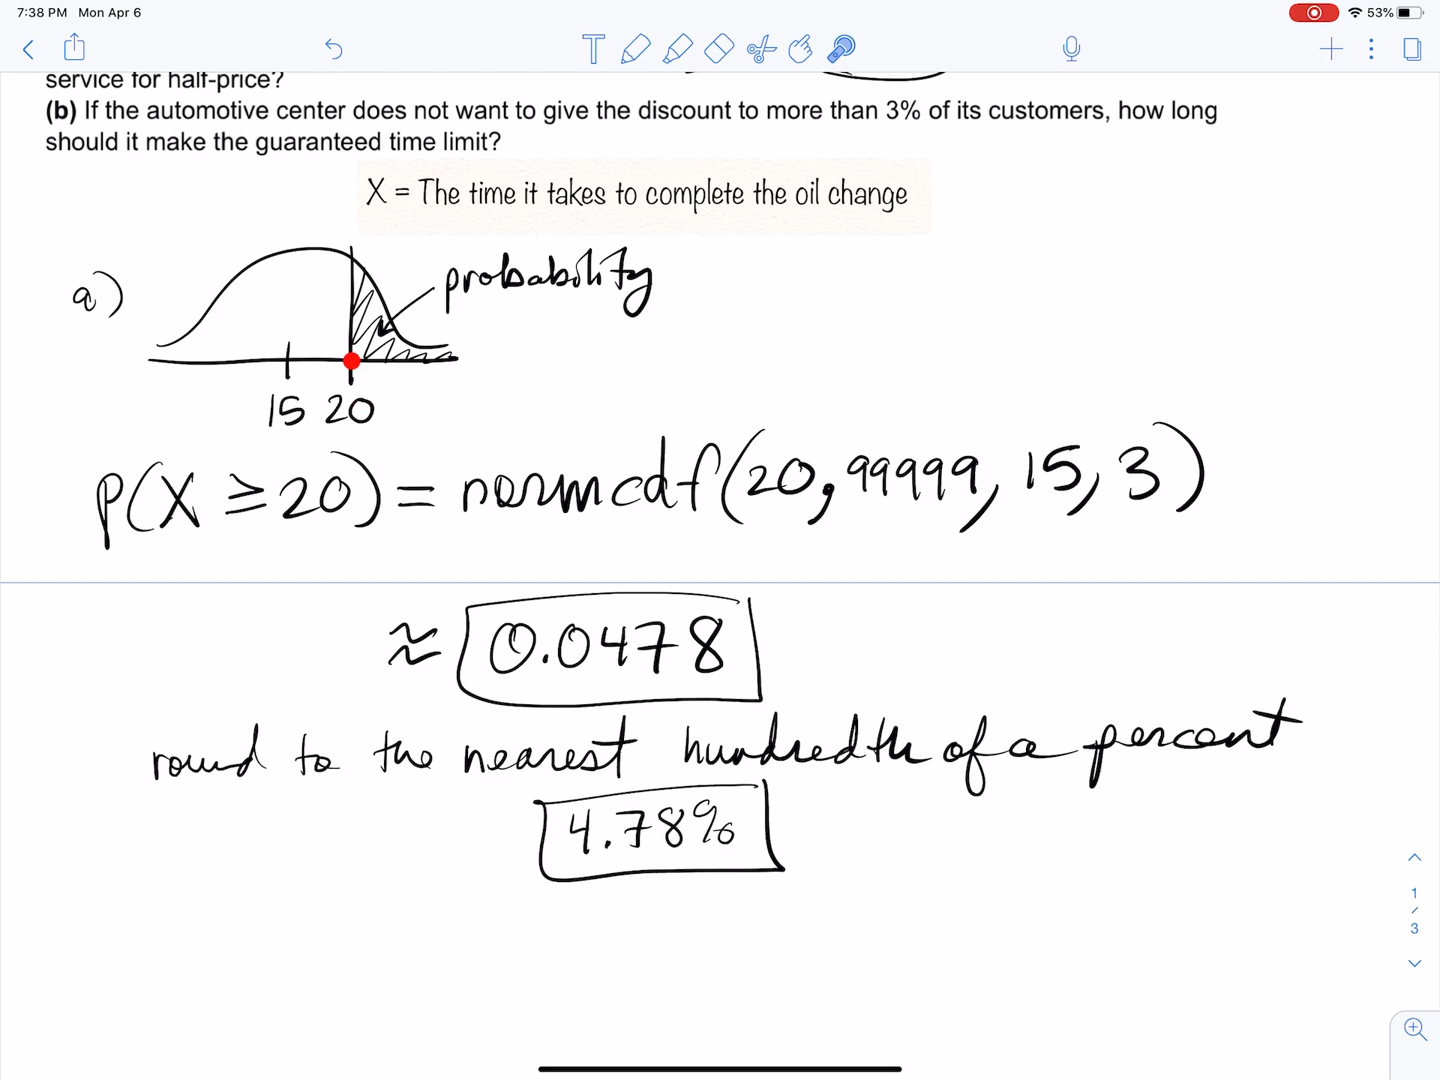 7:38 PM Mon Apr 6
53%
service for half-price?
(b) If the automotive center does not want to give the discount to more than 3% of its customers, how long
should it make the guaranteed time limit?
X = The time it takes to complete the oil change
a)
probability
15 20
P(X ≥ 20) = normcdf(20, 99999, 15, 3)
≈ 0.0478
round to the nearest hundredth of a percent
4.78%
1
/
3